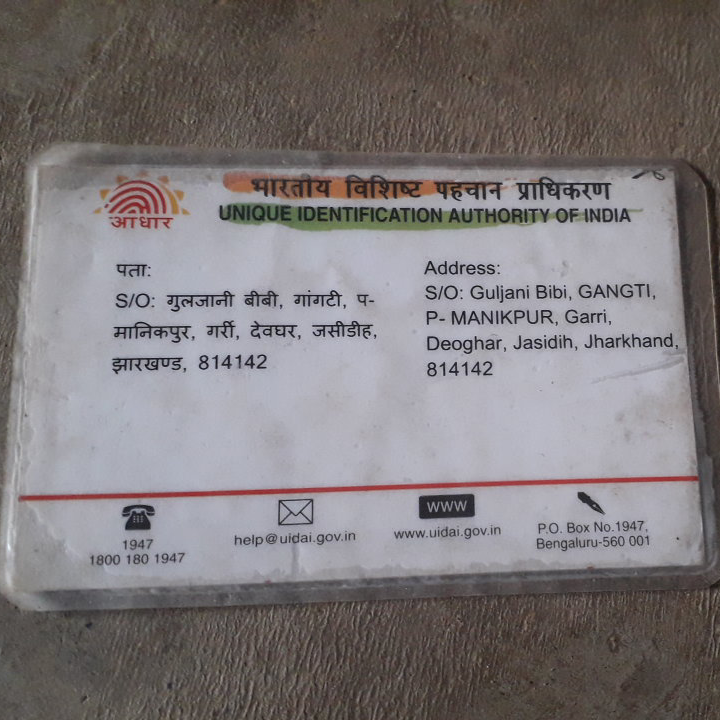 भारतीय विशिष्ट पहचान प्राधिकरण
UNIQUE IDENTIFICATION AUTHORITY OF INDIA
आधार
पता:
S/O: गुलजानी बीबी, गांगटी, प-
मानिकपुर, गर्री, देवघर, जसीडीह,
झारखण्ड, 814142
Address:
S/O: Guljani Bibi, GANGTI,
P- MANIKPUR, Garri,
Deoghar, Jasidih, Jharkhand,
814142
1947
1800 180 1947
help@uidai.gov.in
www
www.uidai.gov.in
P.O. Box No.1947,
Bengaluru-560 001